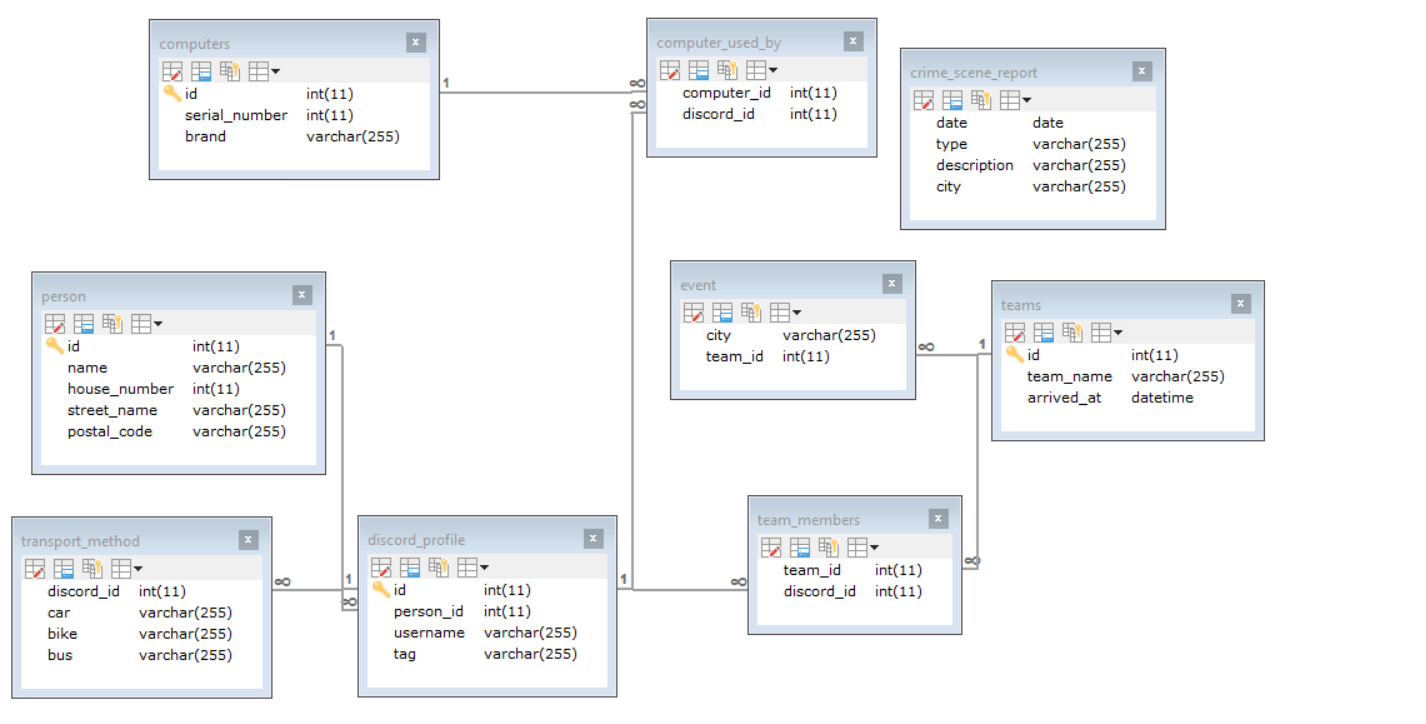 computers
id int(11)
serial_number int(11)
brand varchar(255)
1
∞
∞
computer_used_by
computer_id int(11)
discord_id int(11)
crime_scene_report
date date
type varchar(255)
description varchar(255)
city varchar(255)
person
id int(11)
name varchar(255)
house_number int(11)
street_name varchar(255)
postal_code varchar(255)
1
event
city varchar(255)
team_id int(11)
∞
1
teams
id int(11)
team_name varchar(255)
arrived_at datetime
transport_method
discord_id int(11)
car varchar(255)
bike varchar(255)
bus varchar(255)
∞
1
∞
discord_profile
id int(11)
person_id int(11)
username varchar(255)
tag varchar(255)
1
∞
team_members
team_id int(11)
discord_id int(11)
∞